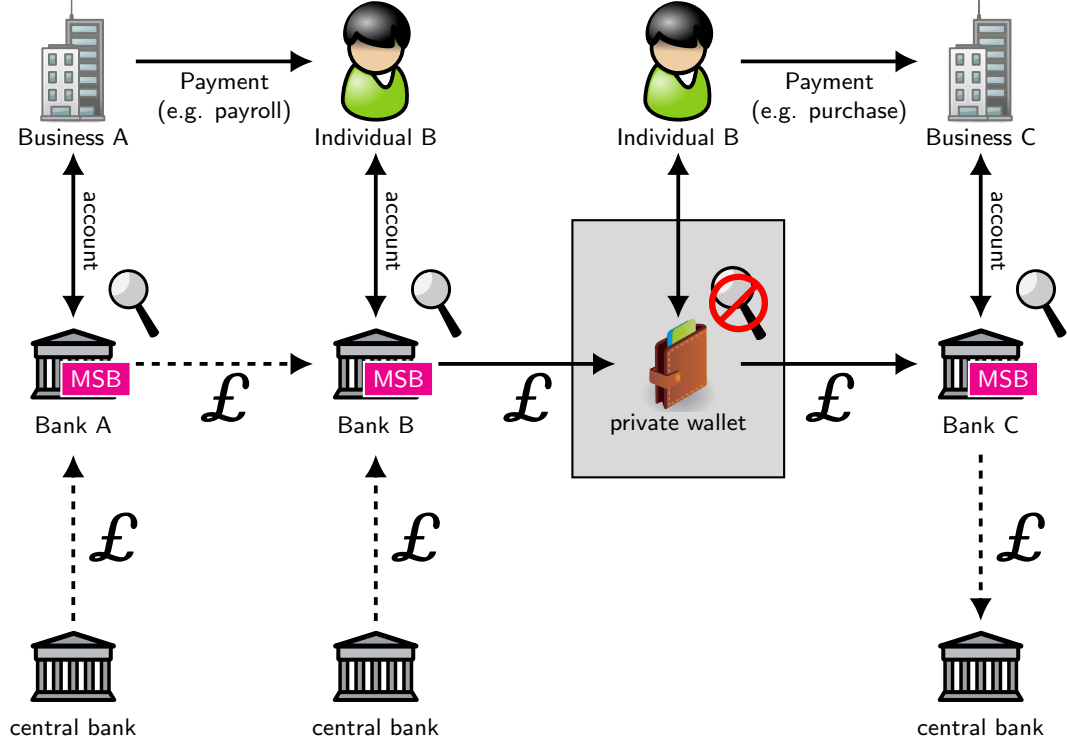 Payment
(e.g. payroll)
Payment
(e.g. purchase)
Business A
Individual B
Individual B
Business C
account
account
account
MSB
MSB
MSB
£
£
£
Bank A
Bank B
private wallet
Bank C
£
£
£
central bank
central bank
central bank